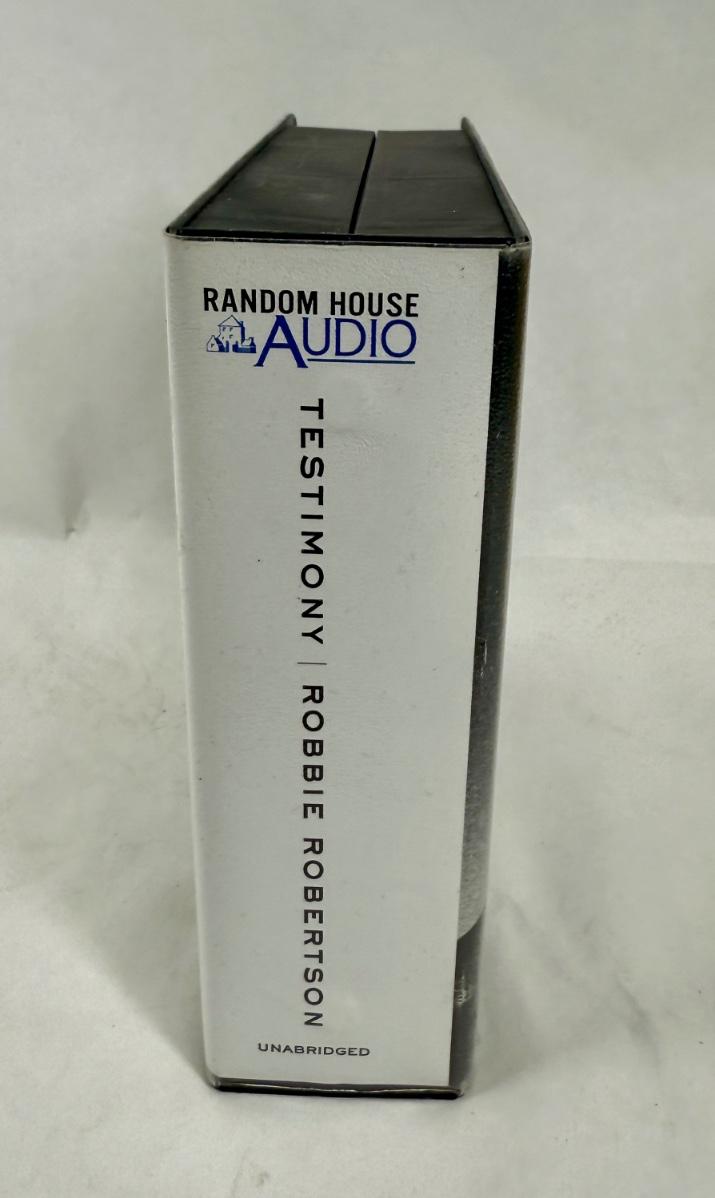 RANDOM HOUSE
AUDIO
TESTIMONY | ROBBIE ROBERTSON
UNABRIDGED